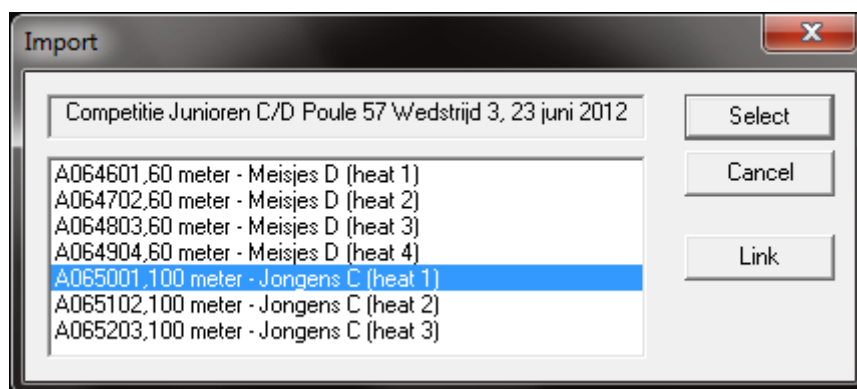 Import
Competitie Junioren C/D Poule 57 Wedstrijd 3, 23 juni 2012
Select
A064601,60 meter - Meisjes D (heat 1)
A064702,60 meter - Meisjes D (heat 2)
A064803,60 meter - Meisjes D (heat 3)
A064904,60 meter - Meisjes D (heat 4)
A065001,100 meter - Jongens C (heat 1)
A065102,100 meter - Jongens C (heat 2)
A065203,100 meter - Jongens C (heat 3)
Cancel
Link